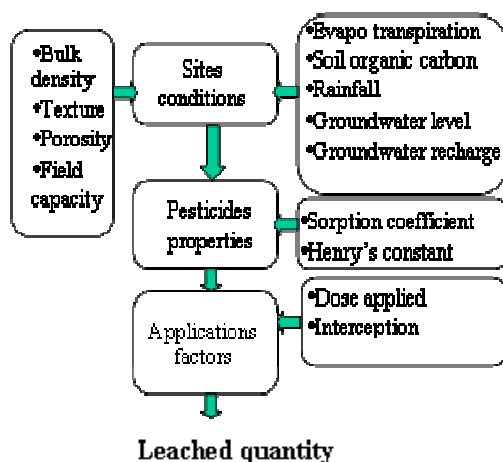 •Bulk
density
•Texture
•Porosity
•Field
capacity
Sites
conditions
•Evapo transpiration
•Soil organic carbon
•Rainfall
•Groundwater level
•Groundwater recharge
Pesticides
properties
•Sorption coefficient
•Henry's constant
Applications
factors
•Dose applied
•Interception
Leached quantity